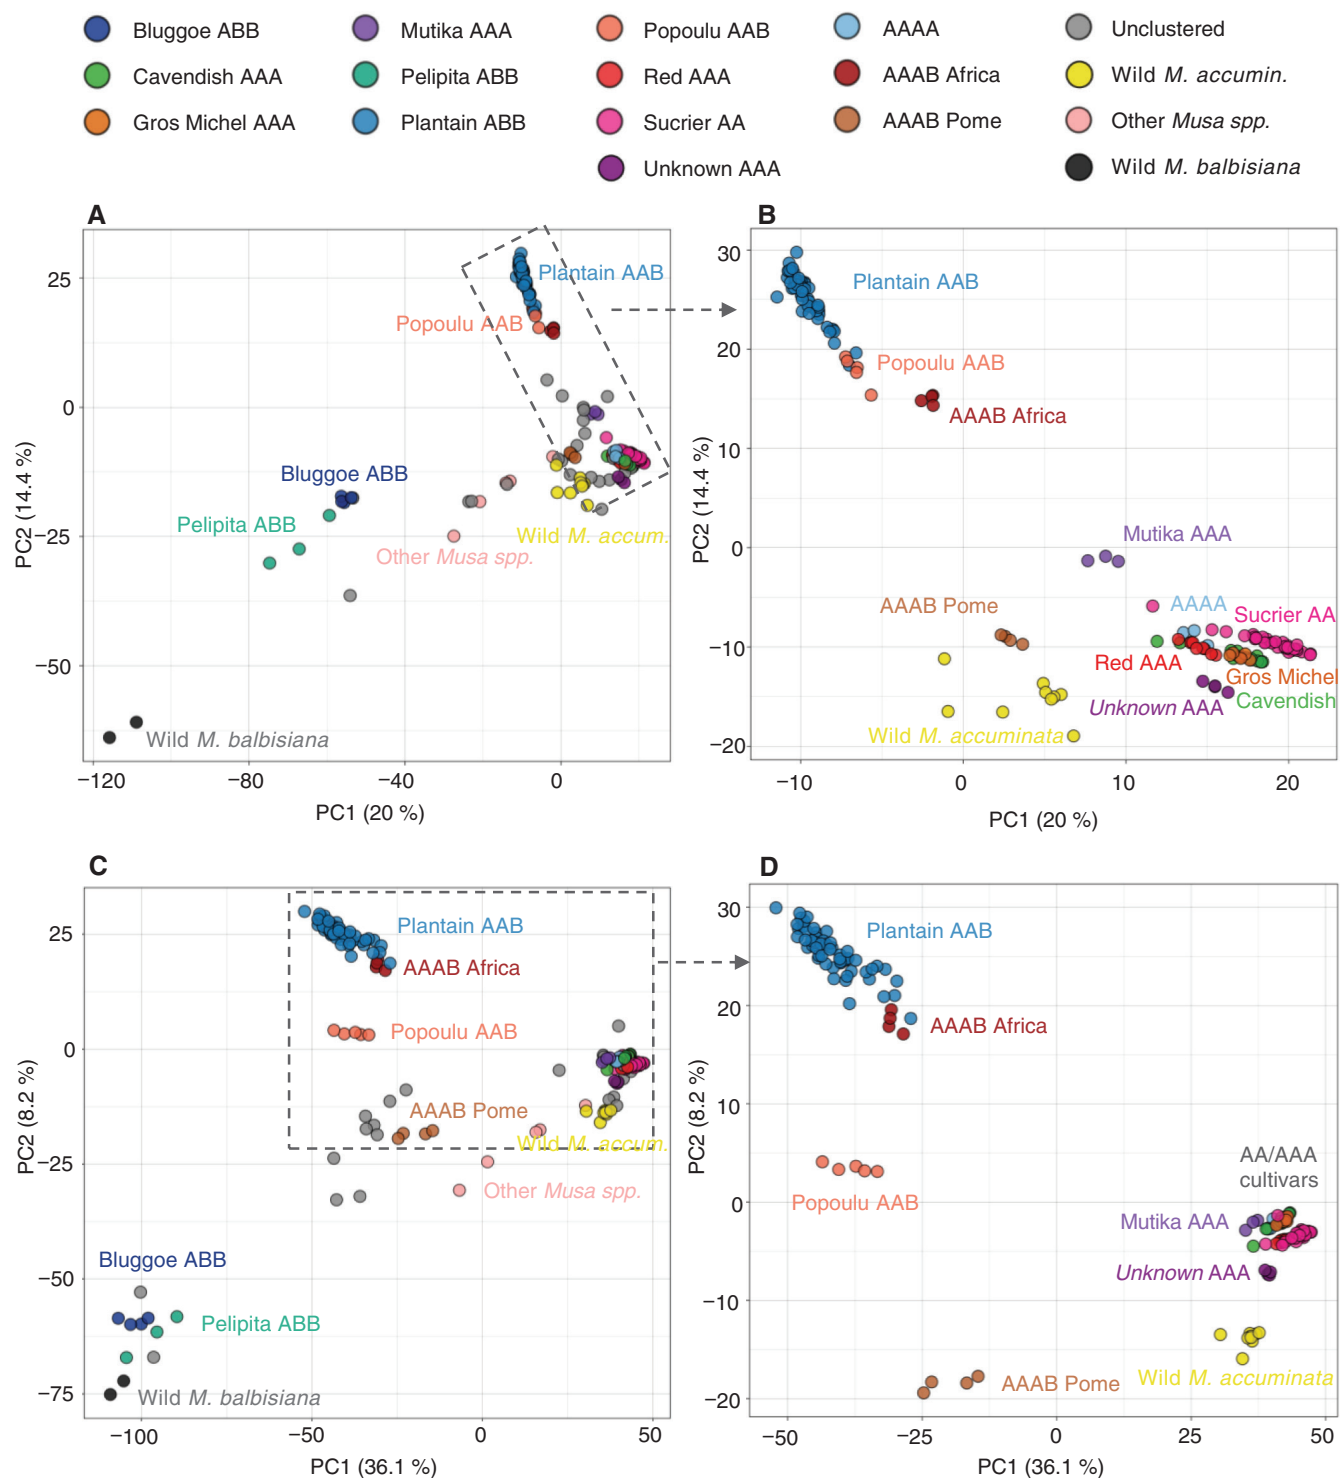 Bluggoe ABB
Mutika AAA
Popoulu AAB
AAAA
Unclustered
Cavendish AAA
Pelipita ABB
Red AAA
AAAB Africa
Wild M. accumin.
Gros Michel AAA
Plantain ABB
Sucrier AA
AAAB Pome
Other Musa spp.
Unknown AAA
Wild M. balbisiana
A
25
0
−25
−50
PC2 (14.4 %)
Plantain AAB
Popoulu AAB
Bluggoe ABB
Pelipita ABB
Wild M. accum.
Other Musa spp.
Wild M. balbisiana
−120
−80
−40
0
PC1 (20 %)
B
30
20
10
0
−10
−20
PC2 (14.4 %)
Plantain AAB
Popoulu AAB
AAAB Africa
Mutika AAA
AAAB Pome
AAAA
Sucrier AA
Red AAA
Gros Michel
Unknown AAA
Cavendish
Wild M. accuminata
−10
0
10
20
PC1 (20 %)
C
25
0
−25
−50
−75
PC2 (8.2 %)
Plantain AAB
AAAB Africa
Popoulu AAB
AAAB Pome
Wild M. accum.
Other Musa spp.
Bluggoe ABB
Pelipita ABB
Wild M. balbisiana
−100
−50
0
50
PC1 (36.1 %)
D
30
20
10
0
−10
−20
PC2 (8.2 %)
Plantain AAB
AAAB Africa
AA/AAA
cultivars
Popoulu AAB
Mutika AAA
Unknown AAA
Wild M. accuminata
AAAB Pome
−50
−25
0
25
50
PC1 (36.1 %)